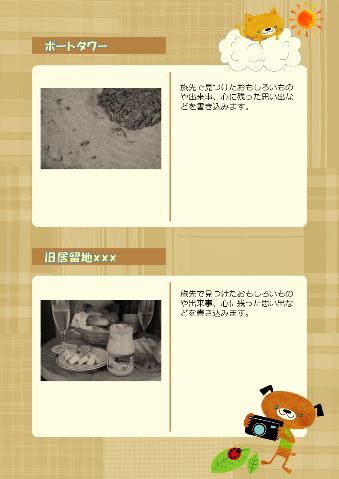 ポートタワー
旅先で見つけたおもしろいもの
や出来事、心に残った思い出な
どを書き込みます。
旧居留地xxx
旅先で見つけたおもしろいもの
や出来事、心に残った思い出な
どを書き込みます。